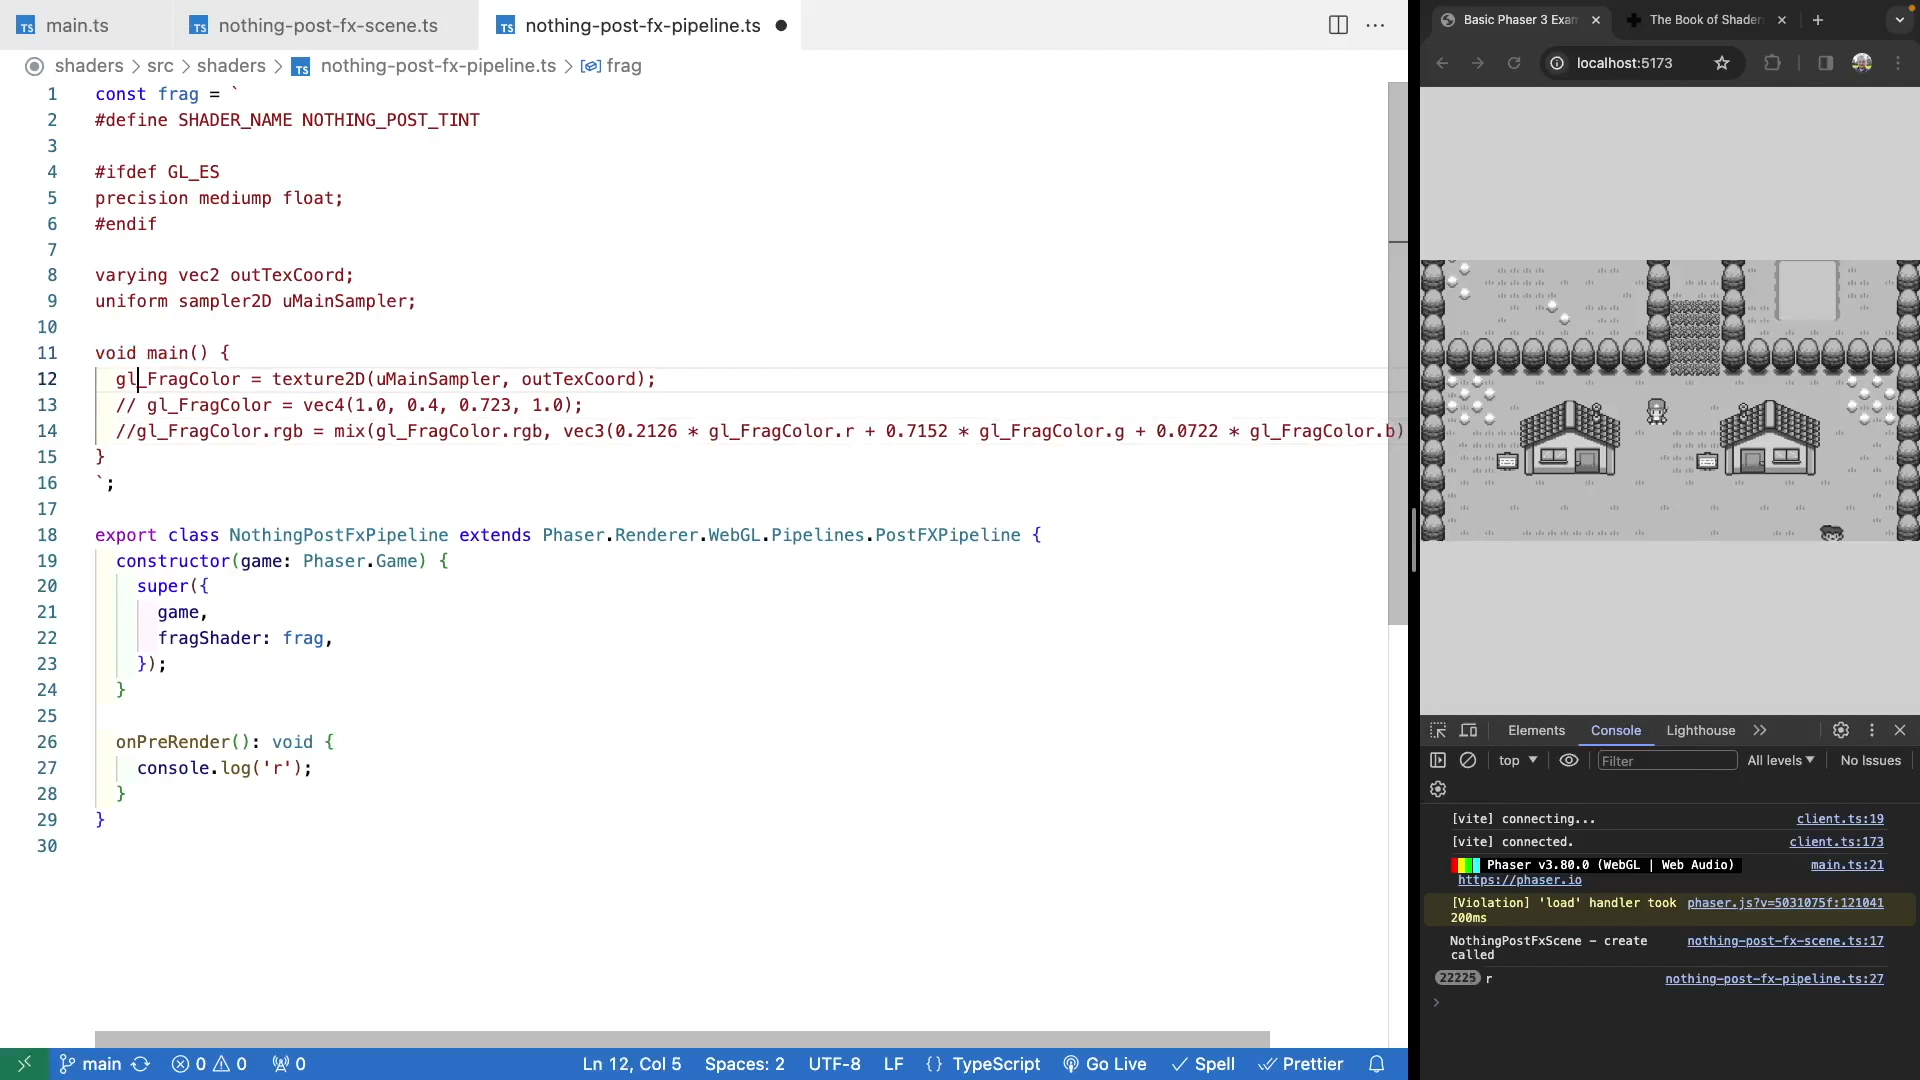 main.ts
nothing-post-fx-scene.ts
nothing-post-fx-pipeline.ts
shaders > src > shaders > nothing-post-fx-pipeline.ts > frag
1 const frag = `
2 #define SHADER_NAME NOTHING_POST_TINT
3
4 #ifdef GL_ES
5 precision mediump float;
6 #endif
7
8 varying vec2 outTexCoord;
9 uniform sampler2D uMainSampler;
10
11 void main() {
12 gl_FragColor = texture2D(uMainSampler, outTexCoord);
13 // gl_FragColor = vec4(1.0, 0.4, 0.723, 1.0);
14 //gl_FragColor.rgb = mix(gl_FragColor.rgb, vec3(0.2126 * gl_FragColor.r + 0.7152 * gl_FragColor.g + 0.0722 * gl_FragColor.b)
15 }
16 `;
17
18 export class NothingPostFxPipeline extends Phaser.Renderer.WebGL.Pipelines.PostFXPipeline {
19 constructor(game: Phaser.Game) {
20 super({
21 game,
22 fragShader: frag,
23 });
24 }
25
26 onPreRender(): void {
27 console.log('r');
28 }
29 }
30
main 0 0 0 Ln 12, Col 5 Spaces: 2 UTF-8 LF {} TypeScript Go Live Spell Prettier
Basic Phaser 3 Exam
The Book of Shader
localhost:5173
Elements Console Lighthouse
top Filter All levels No Issues
[vite] connecting... client.ts:19
[vite] connected. client.ts:173
Phaser v3.80.0 (WebGL | Web Audio) main.ts:21
https://phaser.io
[Violation] 'load' handler took phaser.js?v=5031075f:121041
200ms
NothingPostFxScene - create nothing-post-fx-scene.ts:17
called
22225 r nothing-post-fx-pipeline.ts:27